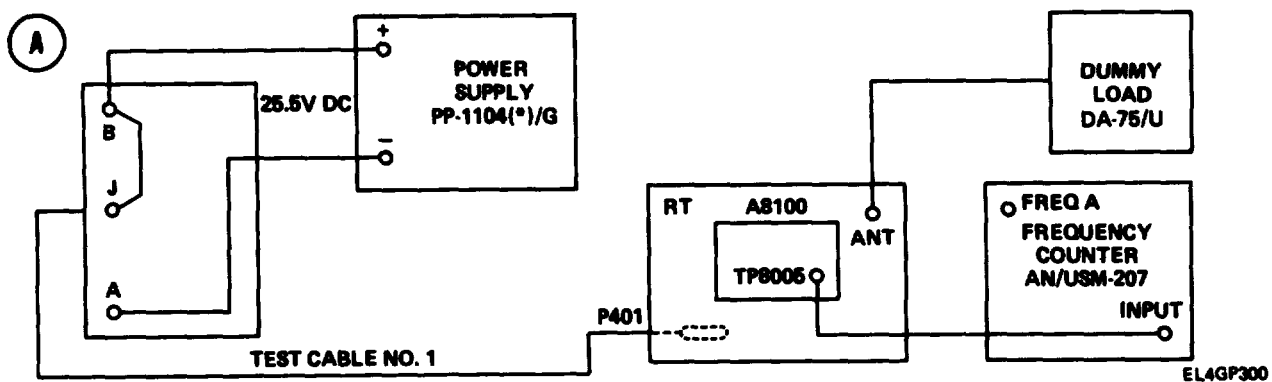 A
+
POWER
SUPPLY
PP-1104(*)/G
25.5V DC
−
B
J
A
TEST CABLE NO. 1
P401
RT
A8100
TP8005
ANT
DUMMY
LOAD
DA-75/U
FREQ A
FREQUENCY
COUNTER
AN/USM-207
INPUT
EL4GP300